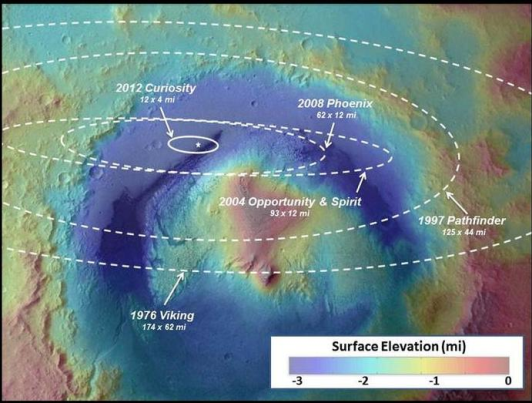 2012 Curiosity
12 x 4 mi
2008 Phoenix
62 x 12 mi
2004 Opportunity & Spirit
93 x 12 mi
1997 Pathfinder
125 x 44 mi
1976 Viking
174 x 62 mi
Surface Elevation (mi)
-3 -2 -1 0